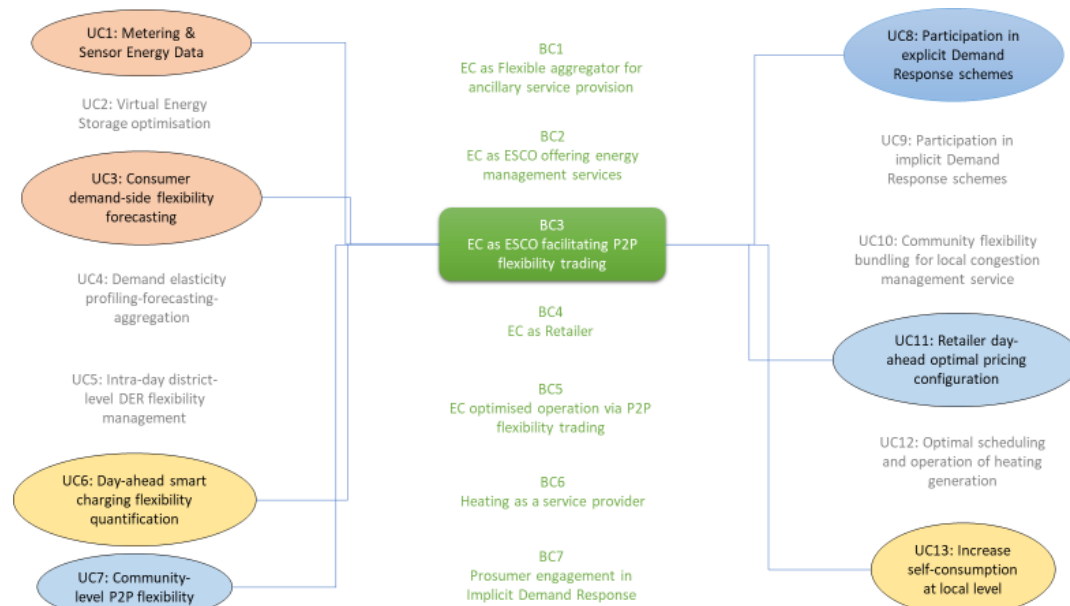 UC1: Metering &
Sensor Energy Data
UC2: Virtual Energy
Storage optimisation
UC3: Consumer
demand-side flexibility
forecasting
UC4: Demand elasticity
profiling-forecasting-
aggregation
UC5: Intra-day district-
level DER flexibility
management
UC6: Day-ahead smart
charging flexibility
quantification
UC7: Community-
level P2P flexibility
BC1
EC as Flexible aggregator for
ancillary service provision
BC2
EC as ESCO offering energy
management services
BC3
EC as ESCO facilitating P2P
flexibility trading
BC4
EC as Retailer
BC5
EC optimised operation via P2P
flexibility trading
BC6
Heating as a service provider
BC7
Prosumer engagement in
Implicit Demand Response
UC8: Participation in
explicit Demand
Response schemes
UC9: Participation in
implicit Demand
Response schemes
UC10: Community flexibility
bundling for local congestion
management service
UC11: Retailer day-
ahead optimal pricing
configuration
UC12: Optimal scheduling
and operation of heating
generation
UC13: Increase
self-consumption
at local level